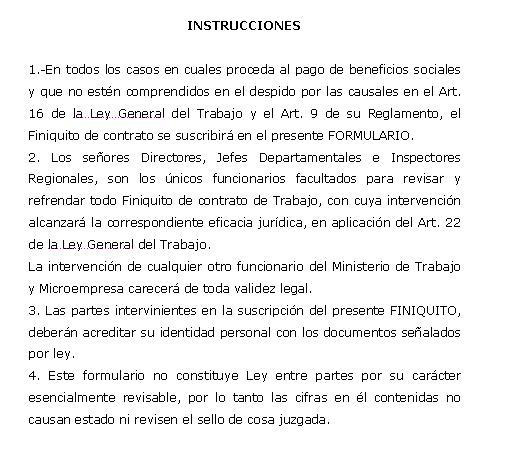 INSTRUCCIONES
1.-En todos los casos en cuales proceda al pago de beneficios sociales
y que no estén comprendidos en el despido por las causales en el Art.
16 de la Ley General del Trabajo y el Art. 9 de su Reglamento, el
Finiquito de contrato se suscribirá en el presente FORMULARIO.
2. Los señores Directores, Jefes Departamentales e Inspectores
Regionales, son los únicos funcionarios facultados para revisar y
refrendar todo Finiquito de contrato de Trabajo, con cuya intervención
alcanzará la correspondiente eficacia jurídica, en aplicación del Art. 22
de la Ley General del Trabajo.
La intervención de cualquier otro funcionario del Ministerio de Trabajo
y Microempresa carecerá de toda validez legal.
3. Las partes intervinientes en la suscripción del presente FINIQUITO,
deberán acreditar su identidad personal con los documentos señalados
por ley.
4. Este formulario no constituye Ley entre partes por su carácter
esencialmente revisable, por lo tanto las cifras en él contenidas no
causan estado ni revisen el sello de cosa juzgada.